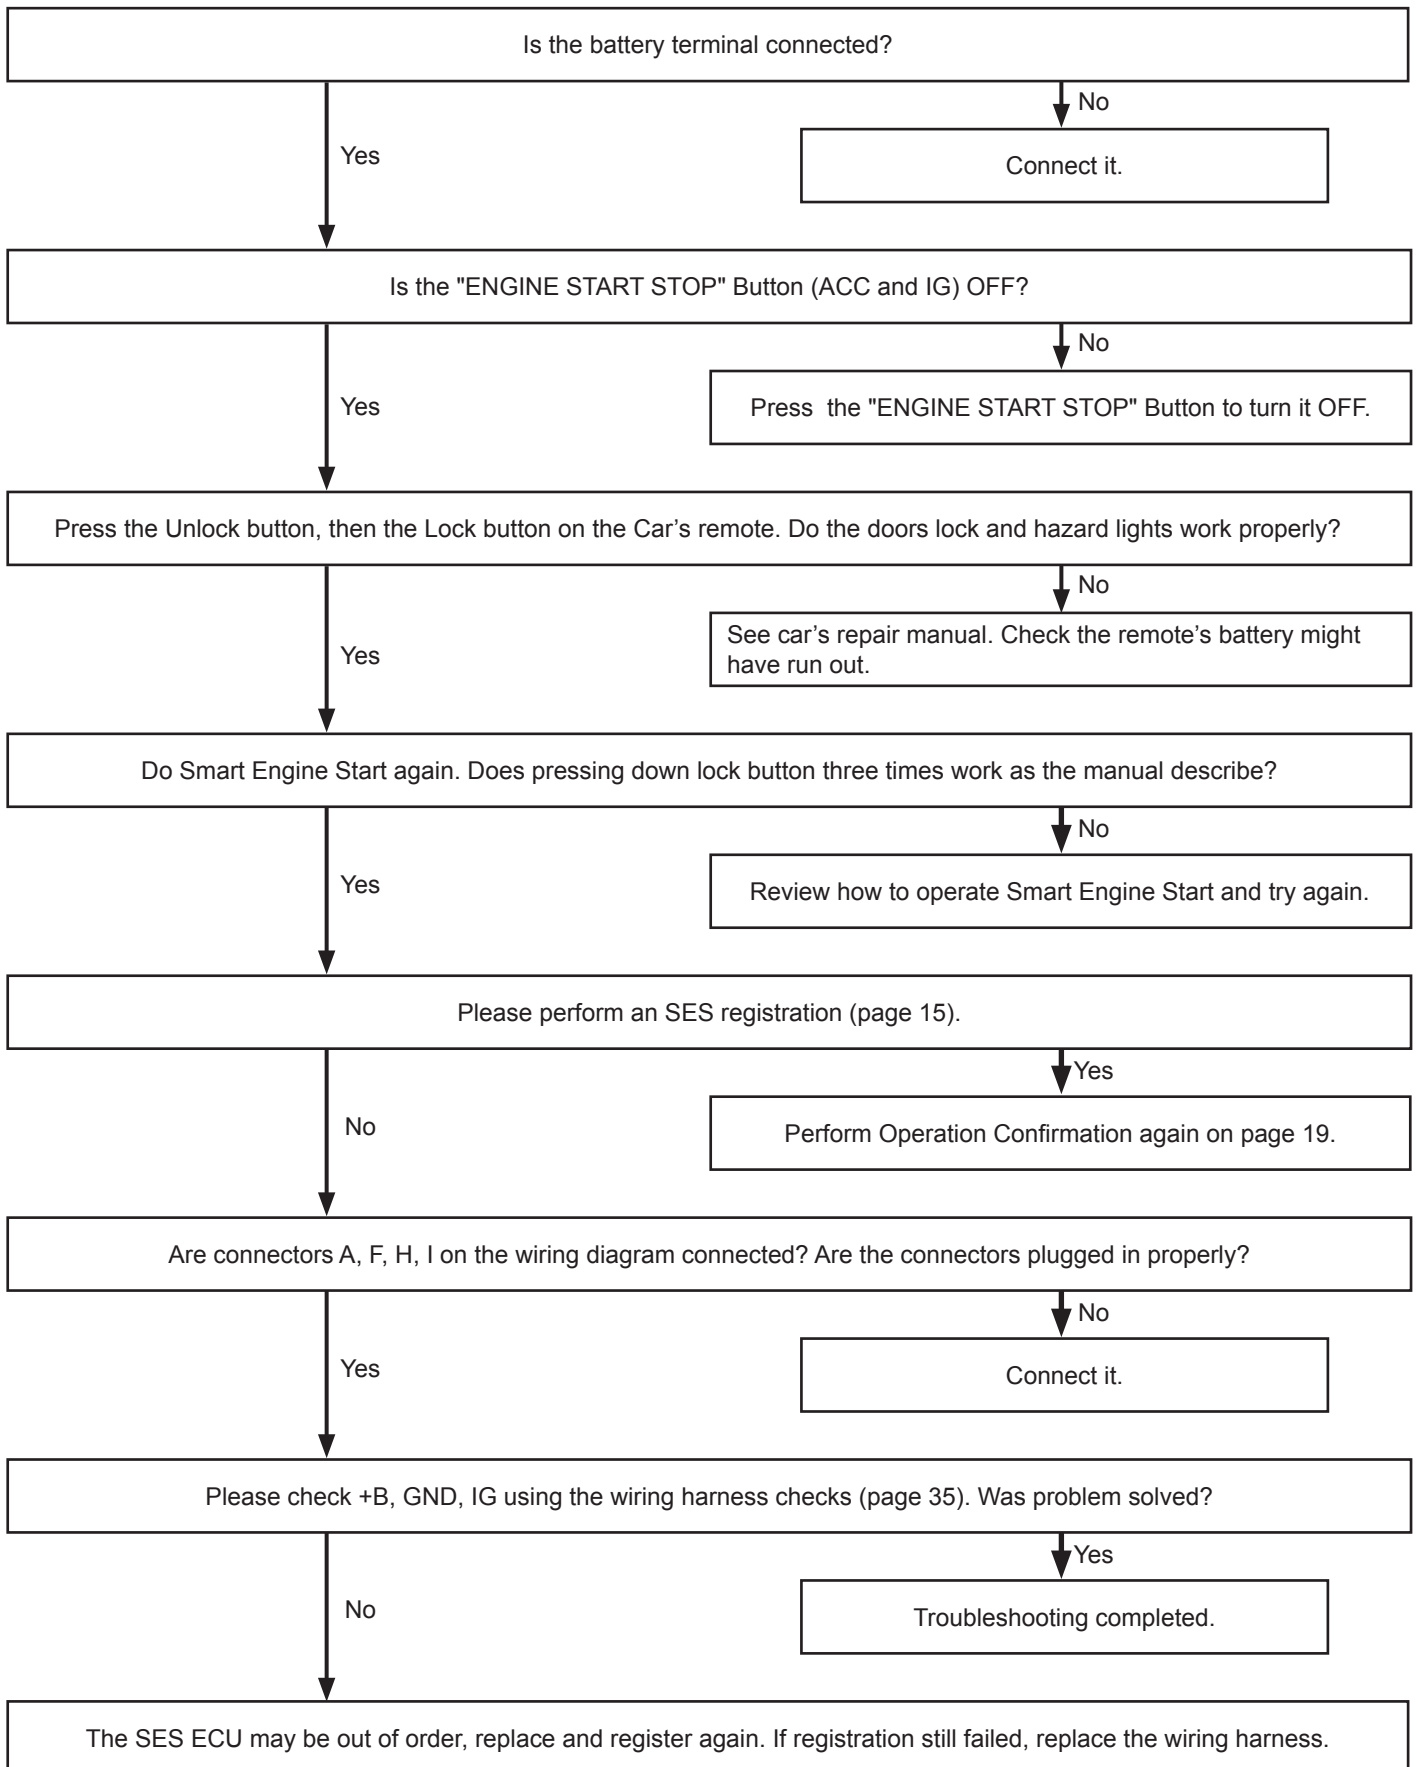 Is the battery terminal connected?
No
Yes
Connect it.
Is the "ENGINE START STOP" Button (ACC and IG) OFF?
No
Yes
Press the "ENGINE START STOP" Button to turn it OFF.
Press the Unlock button, then the Lock button on the Car’s remote. Do the doors lock and hazard lights work properly?
No
Yes
See car’s repair manual. Check the remote’s battery might
have run out.
Do Smart Engine Start again. Does pressing down lock button three times work as the manual describe?
No
Yes
Review how to operate Smart Engine Start and try again.
Please perform an SES registration (page 15).
Yes
No
Perform Operation Confirmation again on page 19.
Are connectors A, F, H, I on the wiring diagram connected? Are the connectors plugged in properly?
No
Yes
Connect it.
Please check +B, GND, IG using the wiring harness checks (page 35). Was problem solved?
Yes
No
Troubleshooting completed.
The SES ECU may be out of order, replace and register again. If registration still failed, replace the wiring harness.